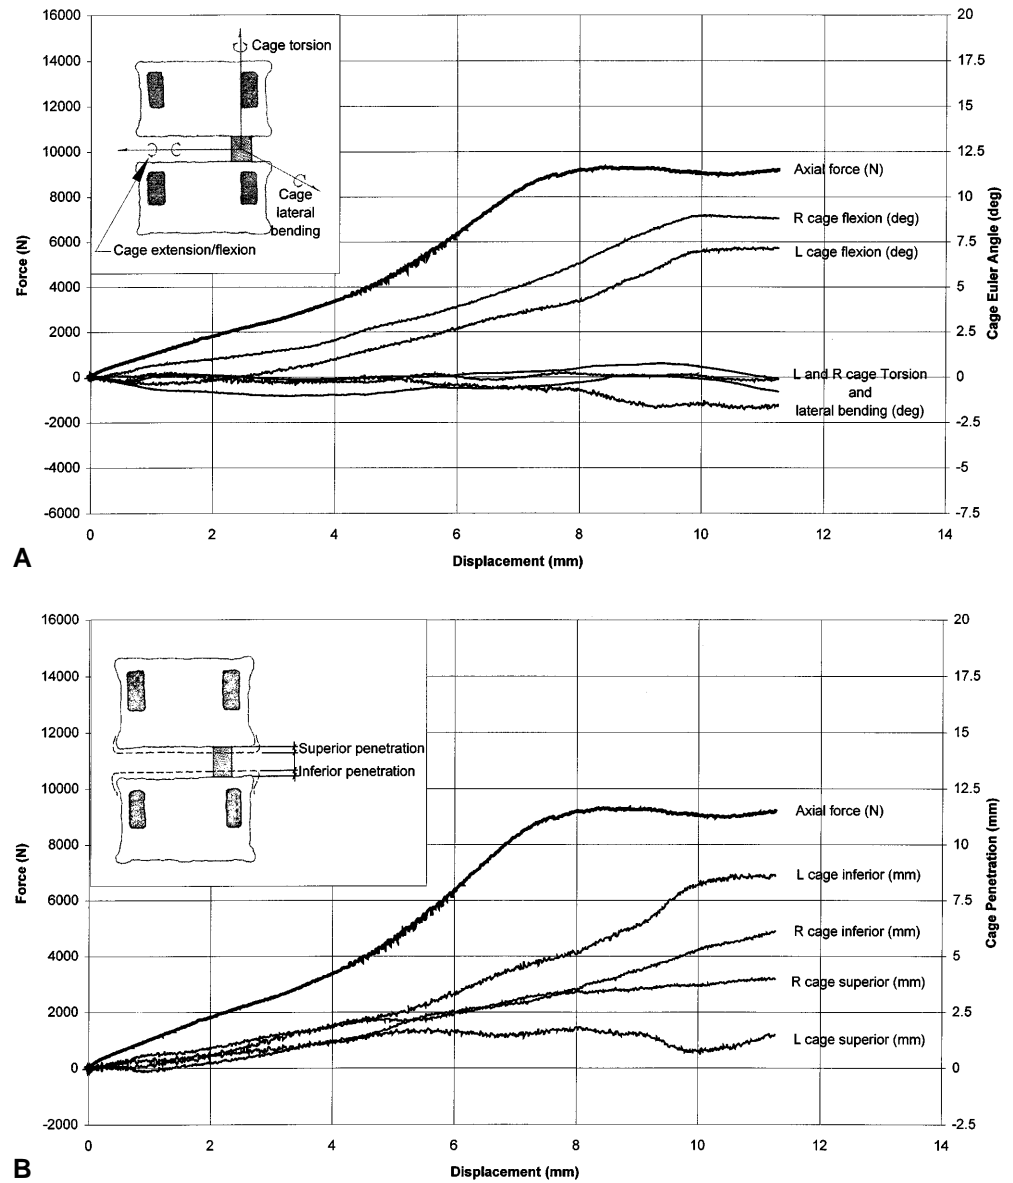 16000
14000
12000
10000
8000
6000
4000
2000
0
-2000
-4000
-6000
Force (N)
20
17.5
15
12.5
10
7.5
5
2.5
0
-2.5
-5
-7.5
Cage Euler Angle (deg)
Cage torsion
Cage
lateral
bending
Cage extension/flexion
Axial force (N)
R cage flexion (deg)
L cage flexion (deg)
L and R cage Torsion
and
lateral bending (deg)
0 2 4 6 8 10 12 14
Displacement (mm)
A
16000
14000
12000
10000
8000
6000
4000
2000
0
-2000
Force (N)
20
17.5
15
12.5
10
7.5
5
2.5
0
-2.5
Cage Penetration (mm)
Superior penetration
Inferior penetration
Axial force (N)
L cage inferior (mm)
R cage inferior (mm)
R cage superior (mm)
L cage superior (mm)
0 2 4 6 8 10 12 14
Displacement (mm)
B